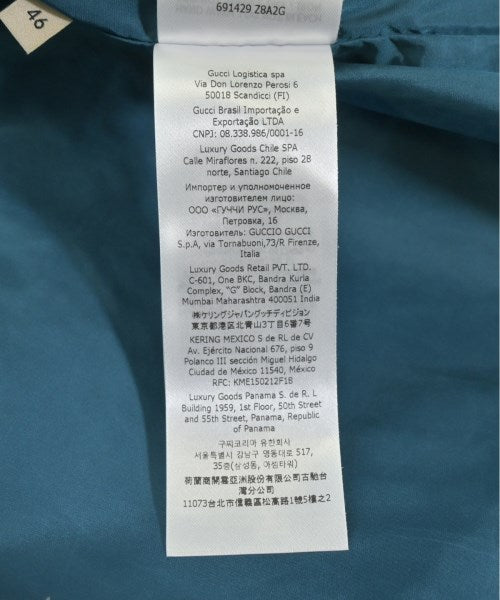 46
691429 Z8A2G
Gucci Logistica spa
Via Don Lorenzo Perosi 6
50018 Scandicci (FI)
Gucci Brasil Importação e
Exportação LTDA
CNPJ: 08.338.986/0001-16
Luxury Goods Chile SPA
Calle Miraflores n. 222, piso 28
norte, Santiago Chile
Импортер и уполномоченное
изготовителем лицо:
ООО «ГУЧЧИ РУС», Москва,
Петровка, 16
Изготовитель: GUCCIO GUCCI
S.p.A, via Tornabuoni,73/R Firenze,
Italia
Luxury Goods Retail PVT. LTD.
C-601, One BKC, Bandra Kurla
Complex, "G" Block, Bandra (E)
Mumbai Maharashtra 400051 India
㈱ケリングジャパングッチディビジョン
東京都港区北青山3丁目6番7号
KERING MEXICO S de RL de CV
Av. Ejército Nacional 676, piso 9
Polanco III sección Miguel Hidalgo
Ciudad de México 11540, México
RFC: KME150212F18
Luxury Goods Panama S. de R. L
Building 1959, 1st Floor, 50th Street
and 55th Street, Panama, Republic
of Panama
구찌코리아 유한회사
서울특별시 강남구 영동대로 517,
35층(삼성동, 아셈타워)
荷蘭商開雲亞洲股份有限公司古馳台
灣分公司
11073台北市信義區松高路1號5樓之2